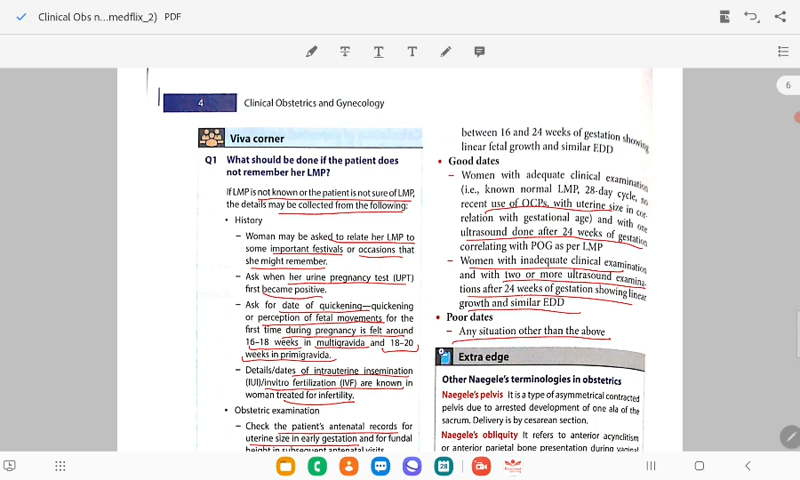 Clinical Obs n...medflix_2) PDF
6
4 Clinical Obstetrics and Gynecology
Viva corner
Q1 What should be done if the patient does
not remember her LMP?
If LMP is not known or the patient is not sure of LMP,
the details may be collected from the following:
• History
– Woman may be asked to relate her LMP to
some important festivals or occasions that
she might remember.
– Ask when her urine pregnancy test (UPT)
first became positive.
– Ask for date of quickening—quickening
or perception of fetal movements for the
first time during pregnancy is felt around
16–18 weeks in multigravida and 18–20
weeks in primigravida.
– Details/dates of intrauterine insemination
(IUI)/invitro fertilization (IVF) are known in
woman treated for infertility.
• Obstetric examination
– Check the patient's antenatal records for
uterine size in early gestation and for fundal
height in subsequent antenatal visits
between 16 and 24 weeks of gestation showing
linear fetal growth and similar EDD
• Good dates
– Women with adequate clinical examination
(i.e., known normal LMP, 28-day cycle, no
recent use of OCPs, with uterine size in cor-
relation with gestational age) and with one
ultrasound done after 24 weeks of gestation
correlating with POG as per LMP
– Women with inadequate clinical examination
and with two or more ultrasound examina-
tions after 24 weeks of gestation showing linear
growth and similar EDD
• Poor dates
– Any situation other than the above
Extra edge
Other Naegele's terminologies in obstetrics
Naegele's pelvis It is a type of asymmetrical contracted
pelvis due to arrested development of one ala of the
sacrum. Delivery is by cesarean section.
Naegele's obliquity It refers to anterior asynclitism
or anterior parietal bone presentation during vaginal
28